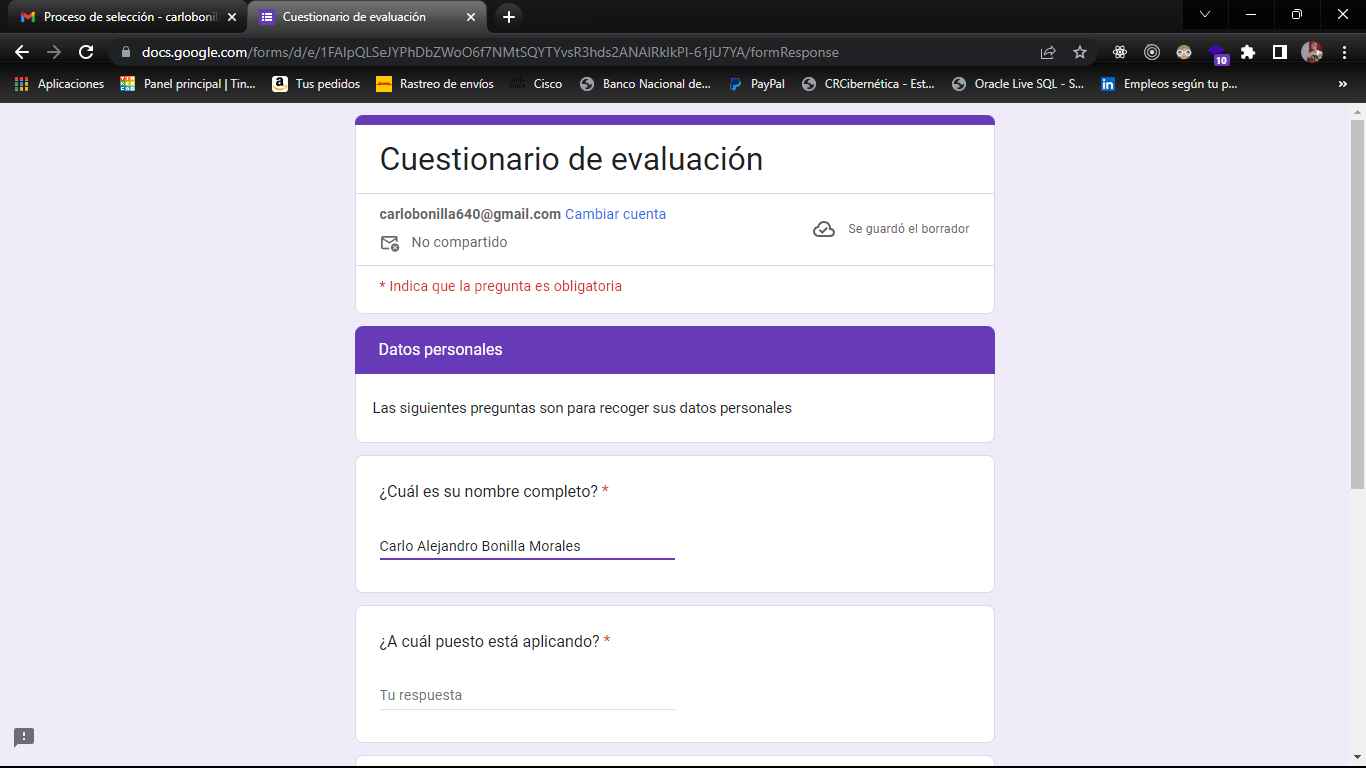 Proceso de selección - carlobonil
Cuestionario de evaluación
docs.google.com/forms/d/e/1FAIpQLSeJYPhDbZWoO6f7NMtSQYTYvsR3hds2ANAIRkIkPl-61jU7YA/formResponse
10
Aplicaciones
Panel principal | Tin...
Tus pedidos
Rastreo de envíos
Cisco
Banco Nacional de...
PayPal
CRCibernética - Est...
Oracle Live SQL - S...
Empleos según tu p...
»
Cuestionario de evaluación
carlobonilla640@gmail.com Cambiar cuenta
Se guardó el borrador
No compartido
* Indica que la pregunta es obligatoria
Datos personales
Las siguientes preguntas son para recoger sus datos personales
¿Cuál es su nombre completo? *
Carlo Alejandro Bonilla Morales
¿A cuál puesto está aplicando? *
Tu respuesta